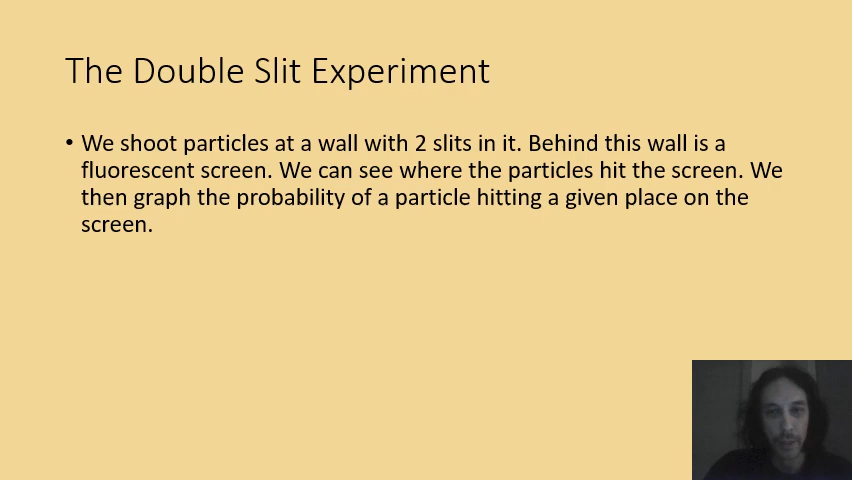 The Double Slit Experiment
• We shoot particles at a wall with 2 slits in it. Behind this wall is a
fluorescent screen. We can see where the particles hit the screen. We
then graph the probability of a particle hitting a given place on the
screen.